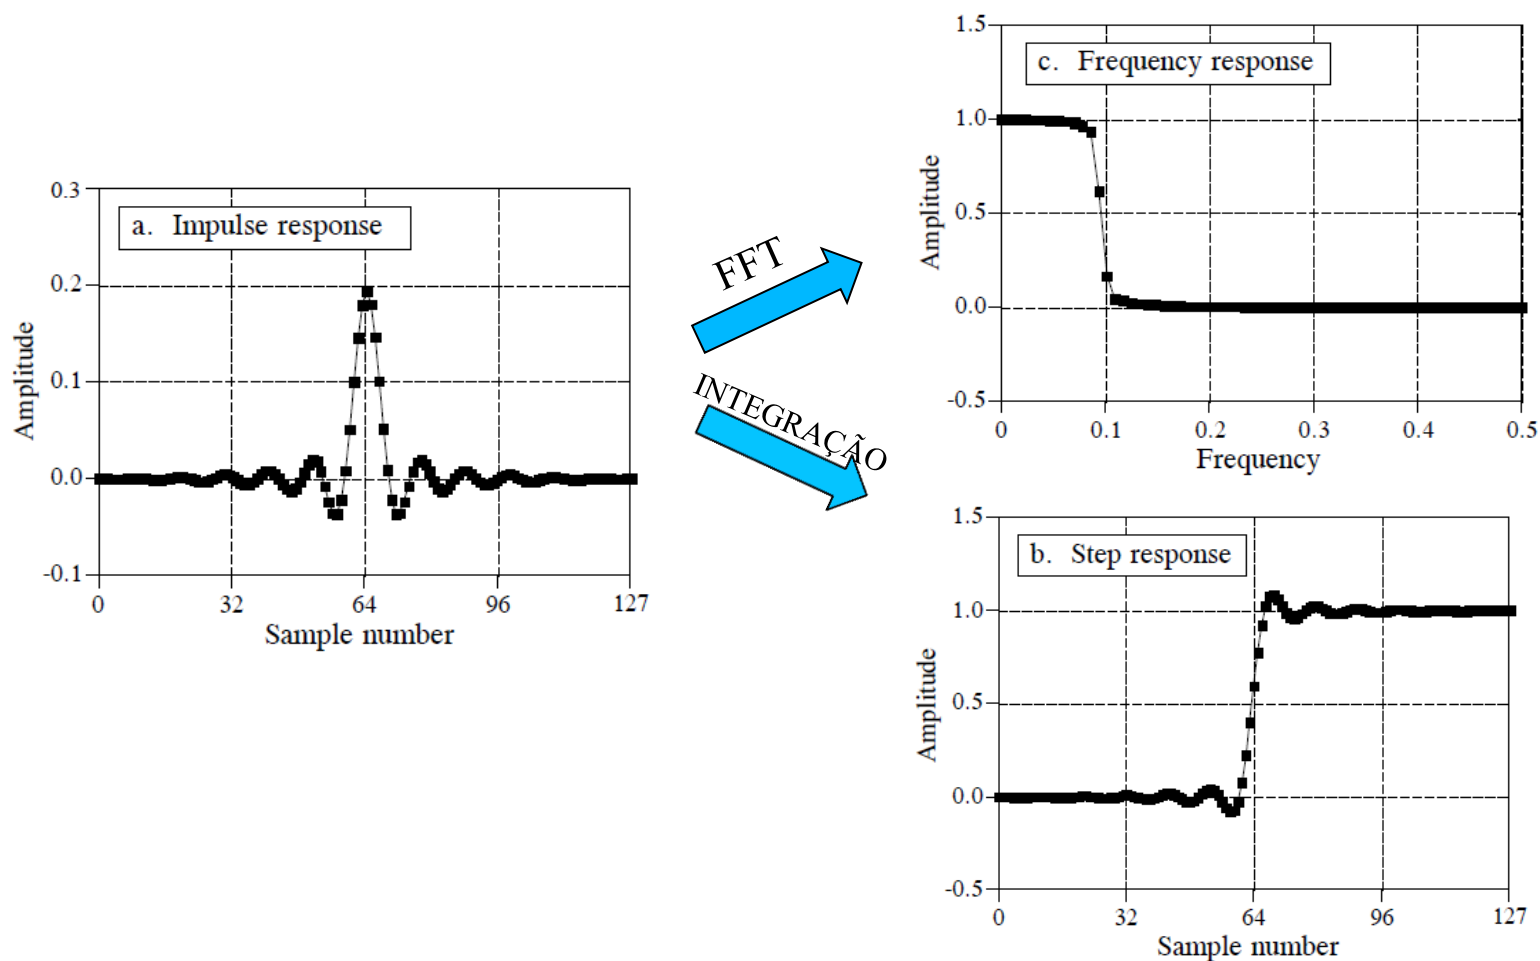 a. Impulse response
0.3
0.2
0.1
0.0
-0.1
Amplitude
0 32 64 96 127
Sample number
FFT
INTEGRAÇÃO
c. Frequency response
1.5
1.0
0.5
0.0
-0.5
Amplitude
0 0.1 0.2 0.3 0.4 0.5
Frequency
b. Step response
1.5
1.0
0.5
0.0
-0.5
Amplitude
0 32 64 96 127
Sample number